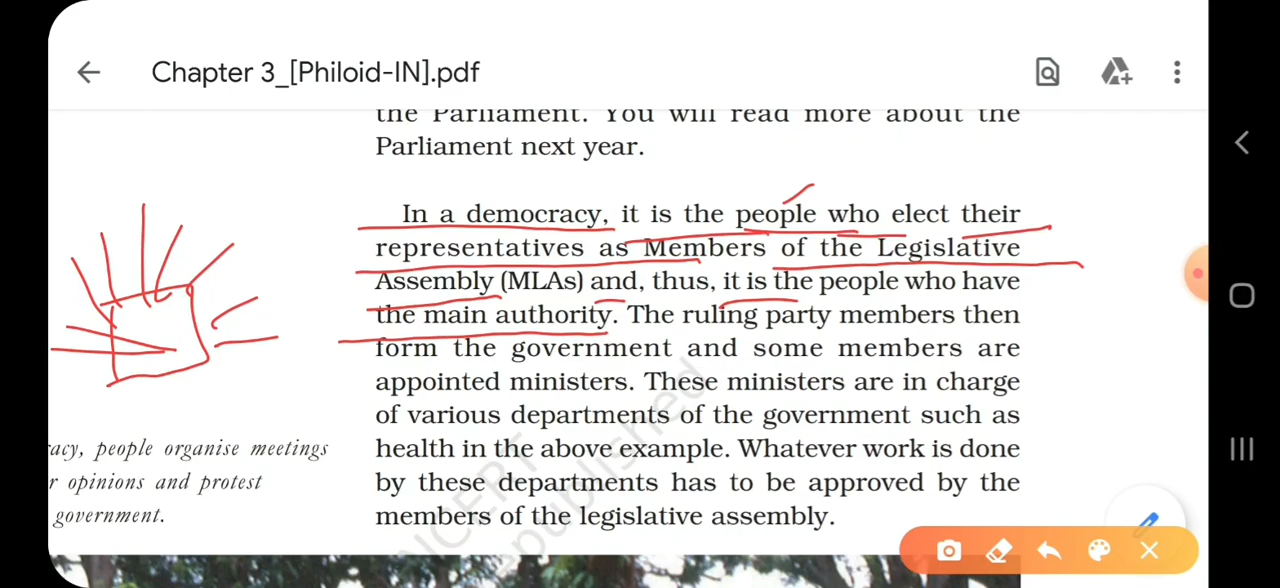 Chapter 3_[Philoid-IN].pdf
the Parliament. You will read more about the
Parliament next year.
In a democracy, it is the people who elect their
representatives as Members of the Legislative
Assembly (MLAs) and, thus, it is the people who have
the main authority. The ruling party members then
form the government and some members are
appointed ministers. These ministers are in charge
of various departments of the government such as
health in the above example. Whatever work is done
by these departments has to be approved by the
members of the legislative assembly.
acy, people organise meetings
r opinions and protest
government.
NCERT
republished